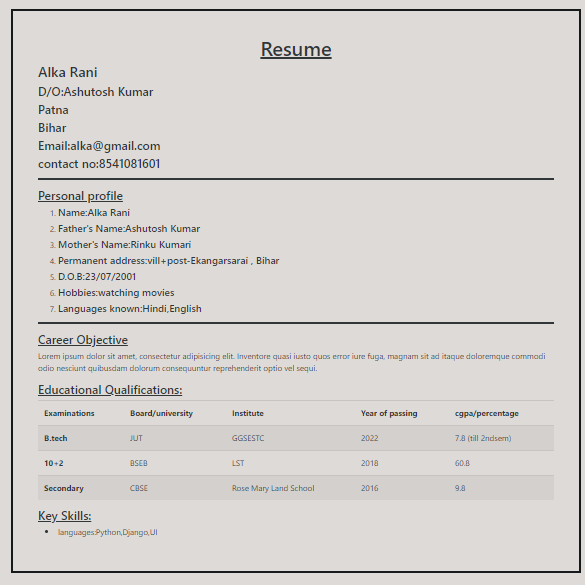 Resume
Alka Rani
D/O:Ashutosh Kumar
Patna
Bihar
Email:alka@gmail.com
contact no:8541081601
Personal profile
1. Name:Alka Rani
2. Father's Name:Ashutosh Kumar
3. Mother's Name:Rinku Kumari
4. Permanent address:vill+post-Ekangarsarai , Bihar
5. D.O.B:23/07/2001
6. Hobbies:watching movies
7. Languages known:Hindi,English
Career Objective
Lorem ipsum dolor sit amet, consectetur adipisicing elit. Inventore quasi iusto quos error iure fuga, magnam sit ad itaque doloremque commodi
odio nesciunt quibusdam dolorum consequuntur reprehenderit optio vel sequi.
Educational Qualifications:
Examinations Board/university Institute Year of passing cgpa/percentage
B.tech JUT GGSESTC 2022 7.8 (till 2ndsem)
10+2 BSEB LST 2018 60.8
Secondary CBSE Rose Mary Land School 2016 9.8
Key Skills:
• languages:Python,Django,UI